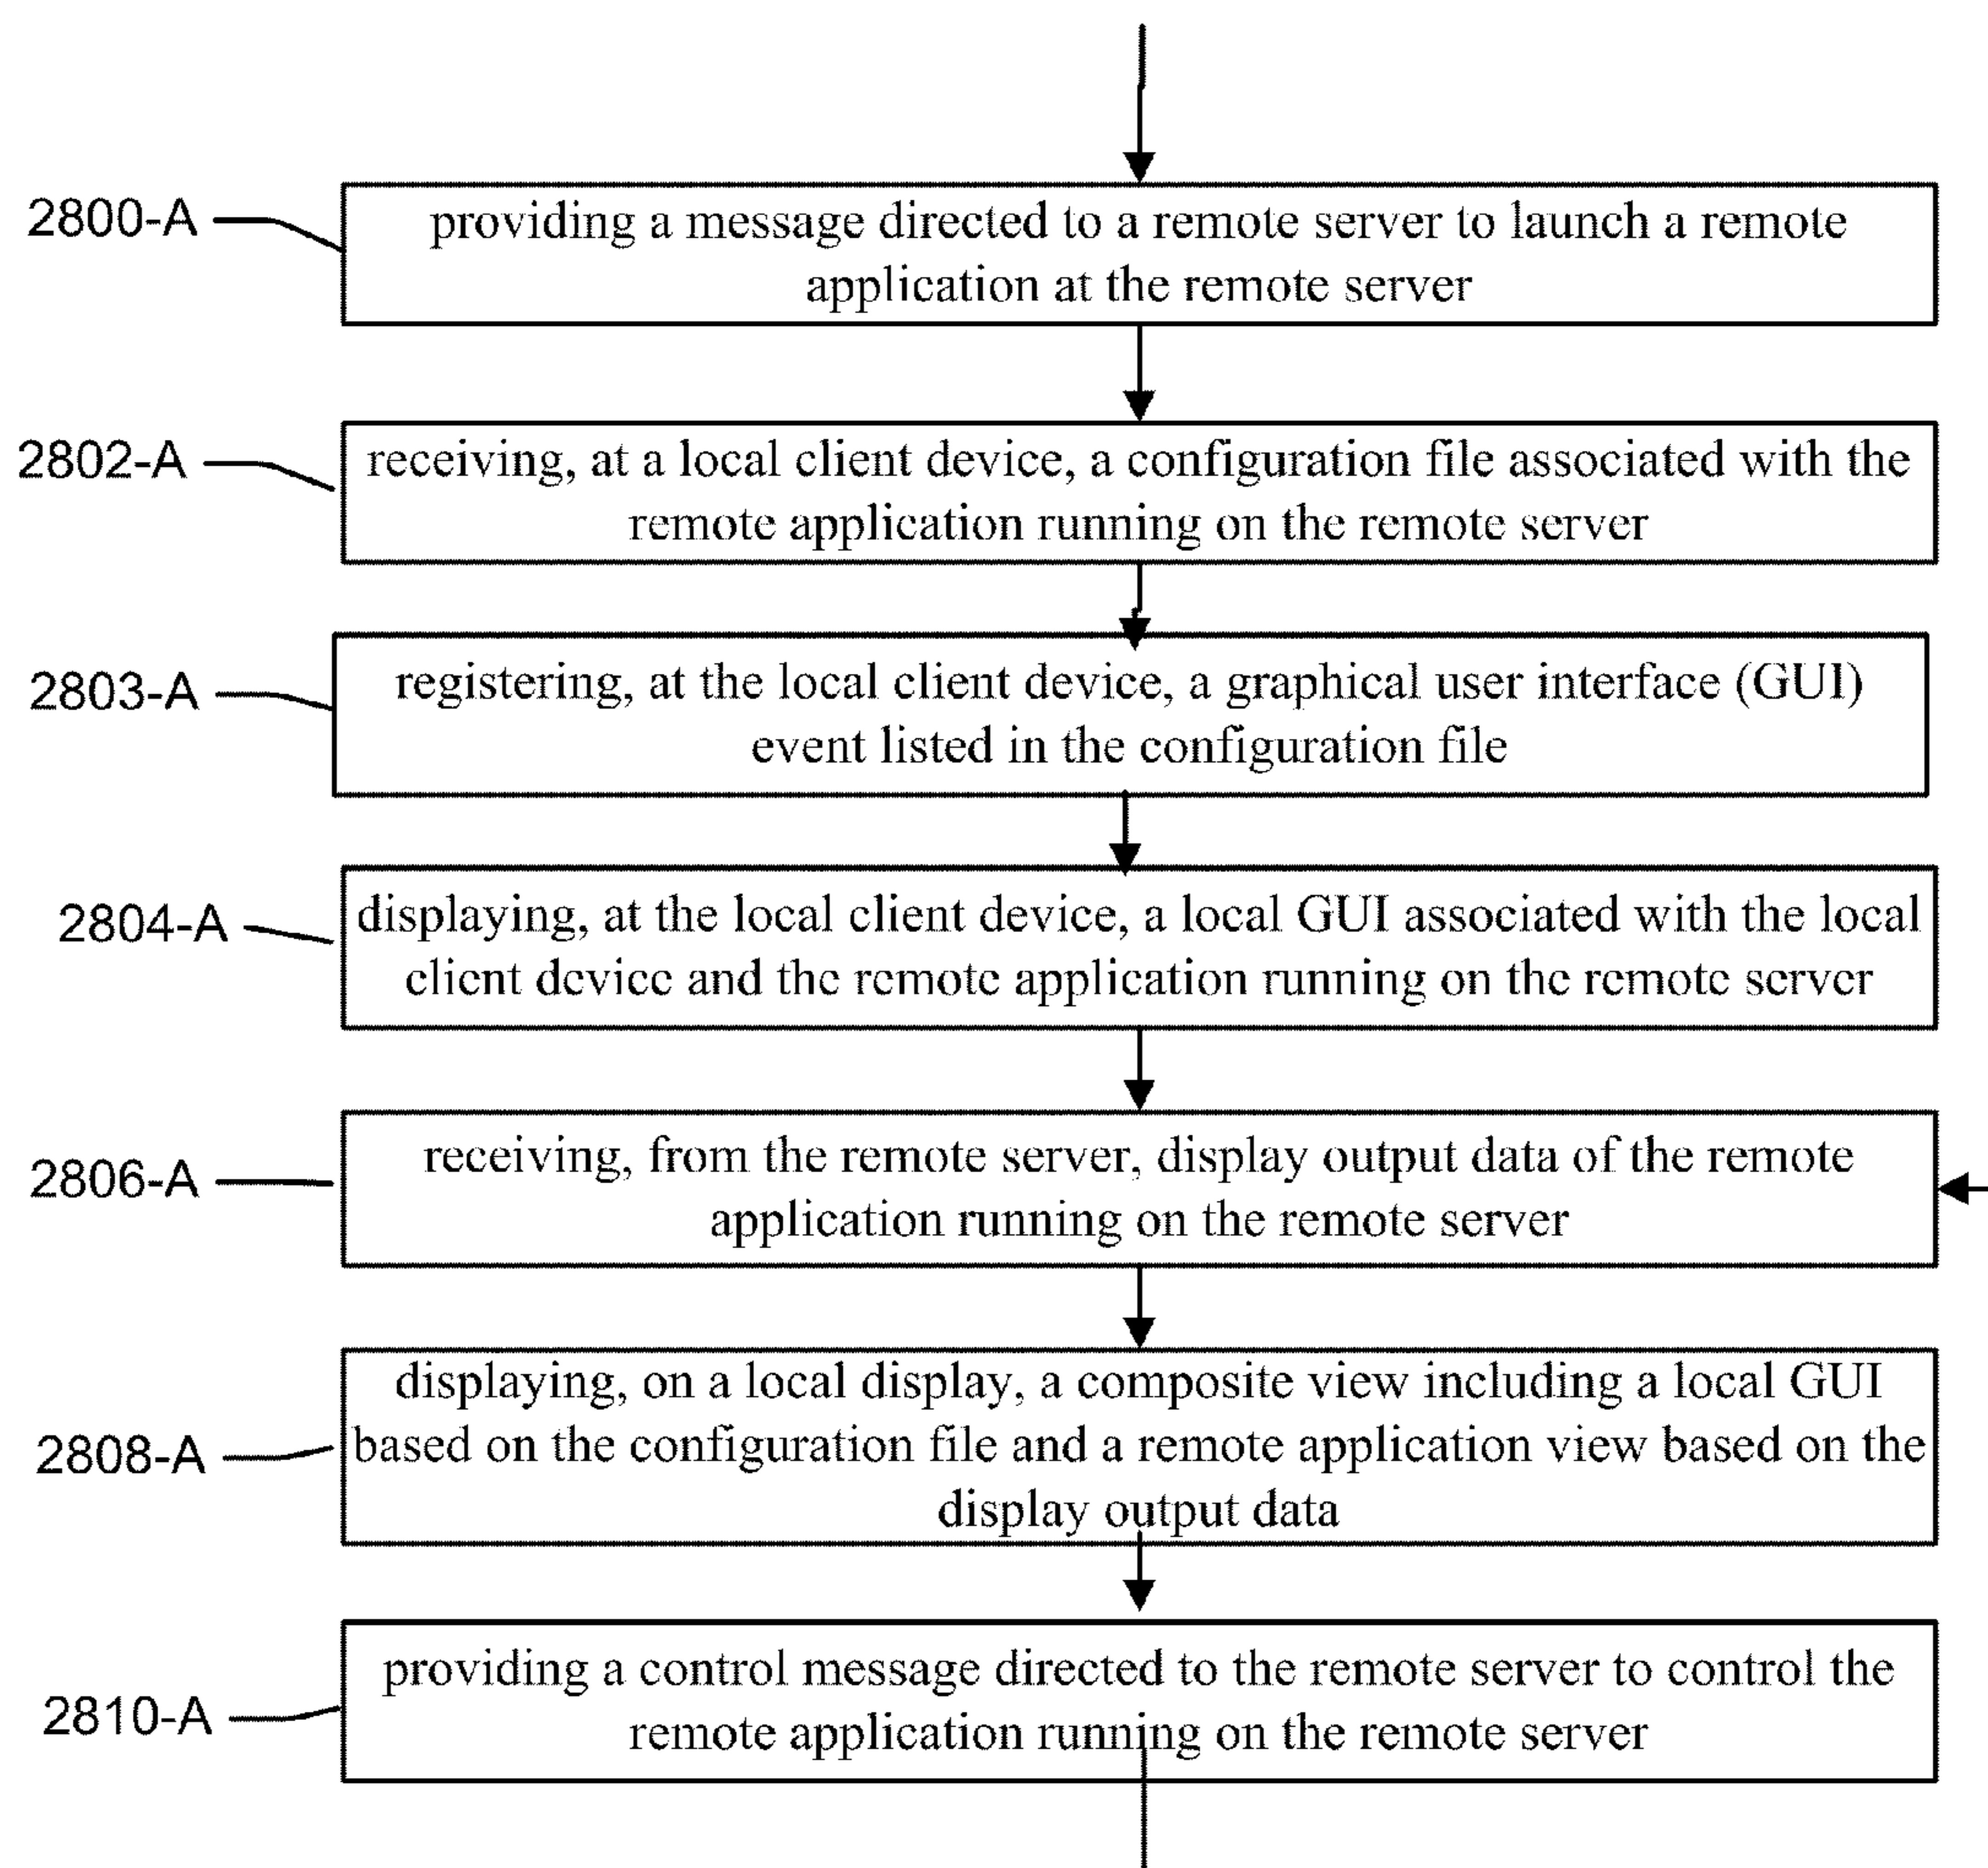 2800-A
providing a message directed to a remote server to launch a remote
application at the remote server
2802-A
receiving, at a local client device, a configuration file associated with the
remote application running on the remote server
2803-A
registering, at the local client device, a graphical user interface (GUI)
event listed in the configuration file
2804-A
displaying, at the local client device, a local GUI associated with the local
client device and the remote application running on the remote server
2806-A
receiving, from the remote server, display output data of the remote
application running on the remote server
2808-A
displaying, on a local display, a composite view including a local GUI
based on the configuration file and a remote application view based on the
display output data
2810-A
providing a control message directed to the remote server to control the
remote application running on the remote server